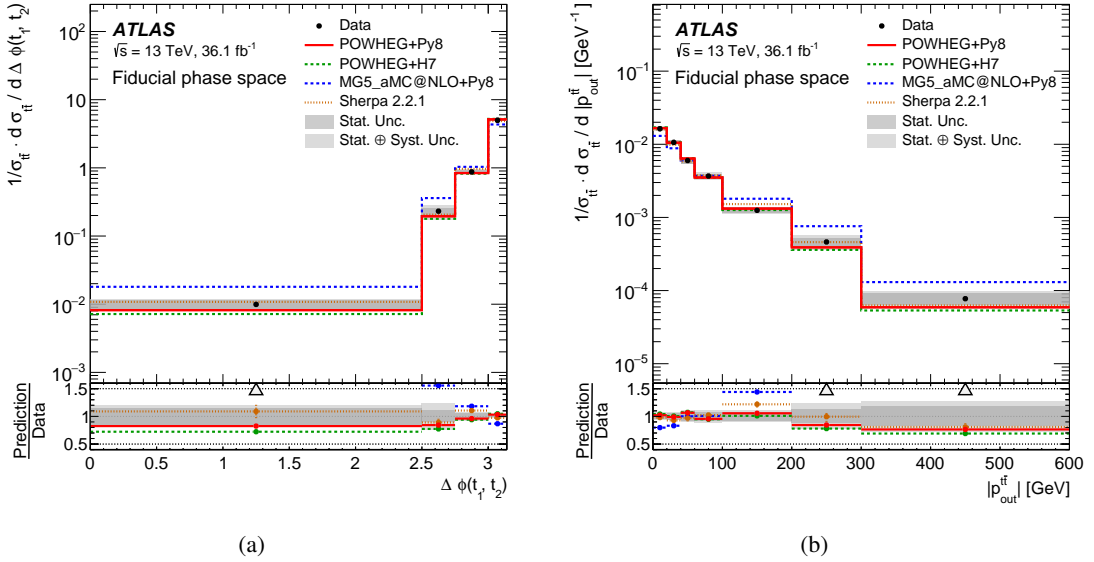 ATLAS
√s = 13 TeV, 36.1 fb⁻¹
Fiducial phase space
Data
POWHEG+Py8
POWHEG+H7
MG5_aMC@NLO+Py8
Sherpa 2.2.1
Stat. Unc.
Stat. ⊕ Syst. Unc.
1/σ_tt̄ · d σ_tt̄ / d Δ ϕ(t₁, t₂)
10²
10
1
10⁻¹
10⁻²
10⁻³
Prediction
Data
1.5
1
0.5
0 0.5 1 1.5 2 2.5 3
Δ ϕ(t₁, t₂)
(a)
ATLAS
√s = 13 TeV, 36.1 fb⁻¹
Fiducial phase space
Data
POWHEG+Py8
POWHEG+H7
MG5_aMC@NLO+Py8
Sherpa 2.2.1
Stat. Unc.
Stat. ⊕ Syst. Unc.
1/σ_tt̄ · d σ_tt̄ / d |p_out^tt̄| [GeV⁻¹]
10⁻¹
10⁻²
10⁻³
10⁻⁴
10⁻⁵
Prediction
Data
1.5
1
0.5
0 100 200 300 400 500 600
|p_out^tt̄| [GeV]
(b)